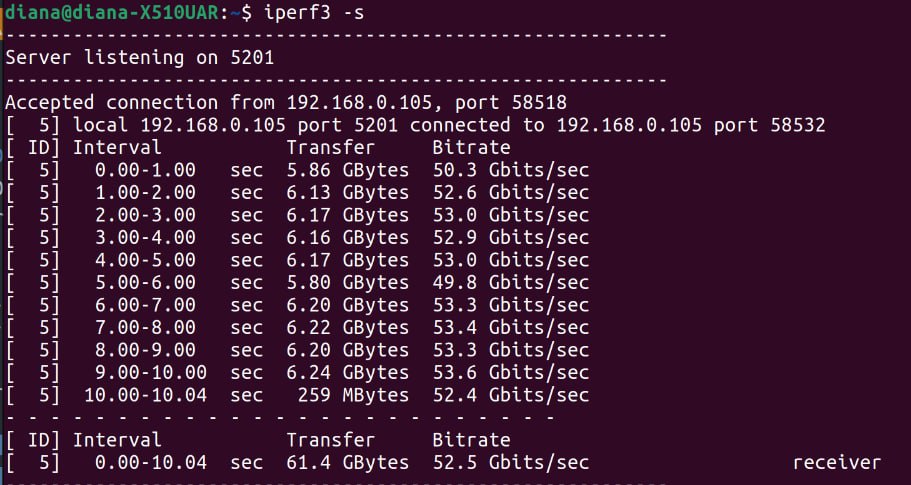 diana@diana-X510UAR:~$ iperf3 -s
-----------------------------------------------------------
Server listening on 5201
-----------------------------------------------------------
Accepted connection from 192.168.0.105, port 58518
[  5] local 192.168.0.105 port 5201 connected to 192.168.0.105 port 58532
[ ID] Interval           Transfer     Bitrate
[  5]   0.00-1.00   sec  5.86 GBytes  50.3 Gbits/sec
[  5]   1.00-2.00   sec  6.13 GBytes  52.6 Gbits/sec
[  5]   2.00-3.00   sec  6.17 GBytes  53.0 Gbits/sec
[  5]   3.00-4.00   sec  6.16 GBytes  52.9 Gbits/sec
[  5]   4.00-5.00   sec  6.17 GBytes  53.0 Gbits/sec
[  5]   5.00-6.00   sec  5.80 GBytes  49.8 Gbits/sec
[  5]   6.00-7.00   sec  6.20 GBytes  53.3 Gbits/sec
[  5]   7.00-8.00   sec  6.22 GBytes  53.4 Gbits/sec
[  5]   8.00-9.00   sec  6.20 GBytes  53.3 Gbits/sec
[  5]   9.00-10.00  sec  6.24 GBytes  53.6 Gbits/sec
[  5]  10.00-10.04  sec   259 MBytes  52.4 Gbits/sec
- - - - - - - - - - - - - - - - - - - - - - - - -
[ ID] Interval           Transfer     Bitrate
[  5]   0.00-10.04  sec  61.4 GBytes  52.5 Gbits/sec                  receiver
-----------------------------------------------------------